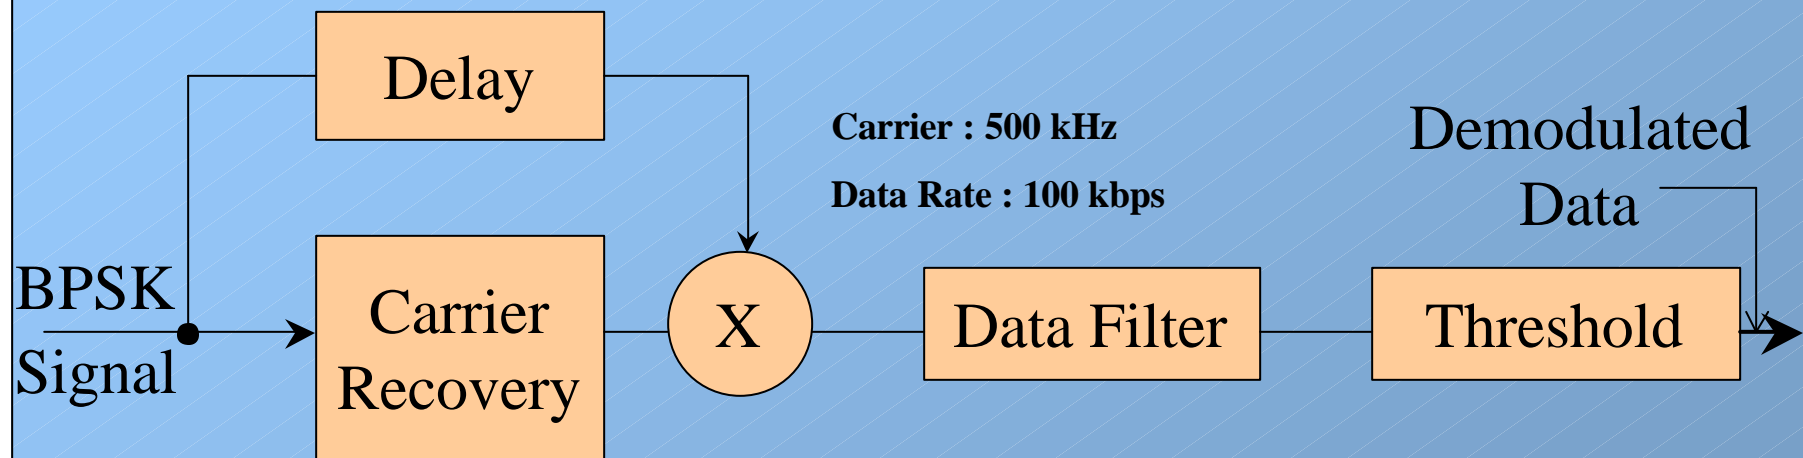 Delay
Carrier : 500 kHz
Data Rate : 100 kbps
Demodulated
Data
BPSK
Signal
Carrier
Recovery
X
Data Filter
Threshold